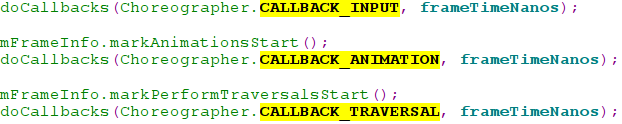 doCallbacks(Choreographer.CALLBACK_INPUT, frameTimeNanos);
mFrameInfo.markAnimationsStart();
doCallbacks(Choreographer.CALLBACK_ANIMATION, frameTimeNanos);
mFrameInfo.markPerformTraversalsStart();
doCallbacks(Choreographer.CALLBACK_TRAVERSAL, frameTimeNanos);